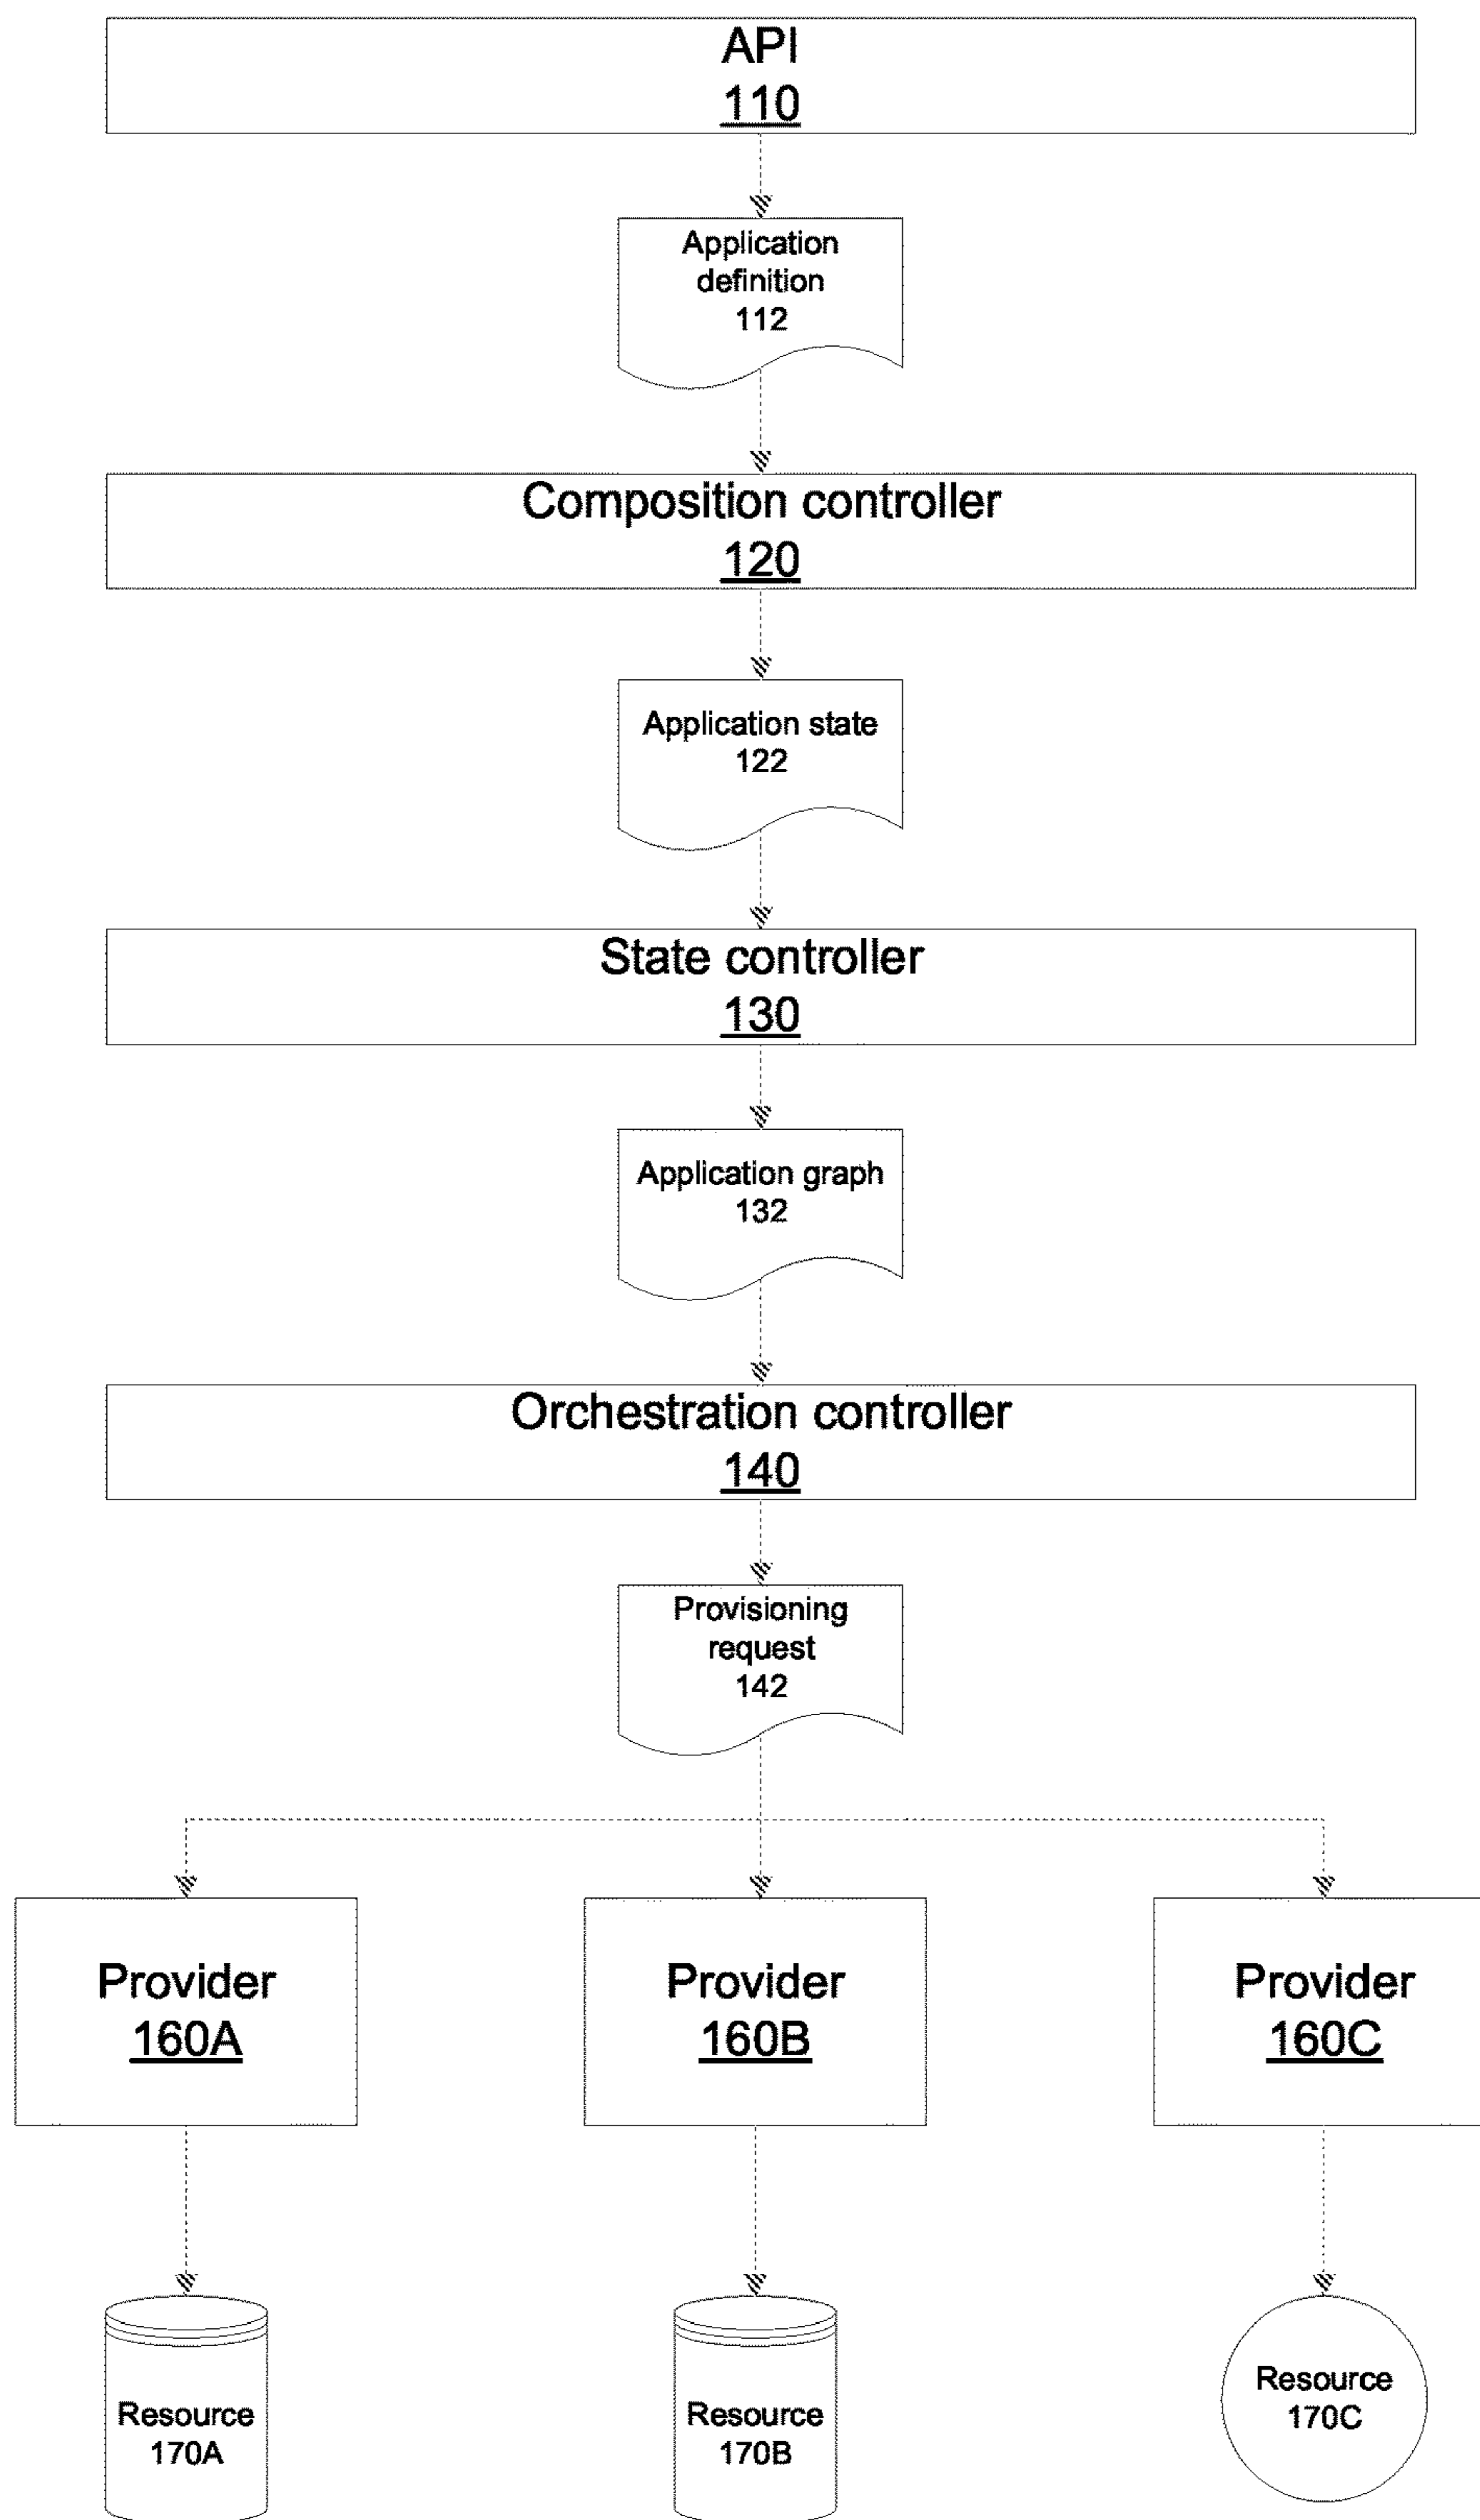 API
110
Application
definition
112
Composition controller
120
Application state
122
State controller
130
Application graph
132
Orchestration controller
140
Provisioning
request
142
Provider
160A
Provider
160B
Provider
160C
Resource
170A
Resource
170B
Resource
170C